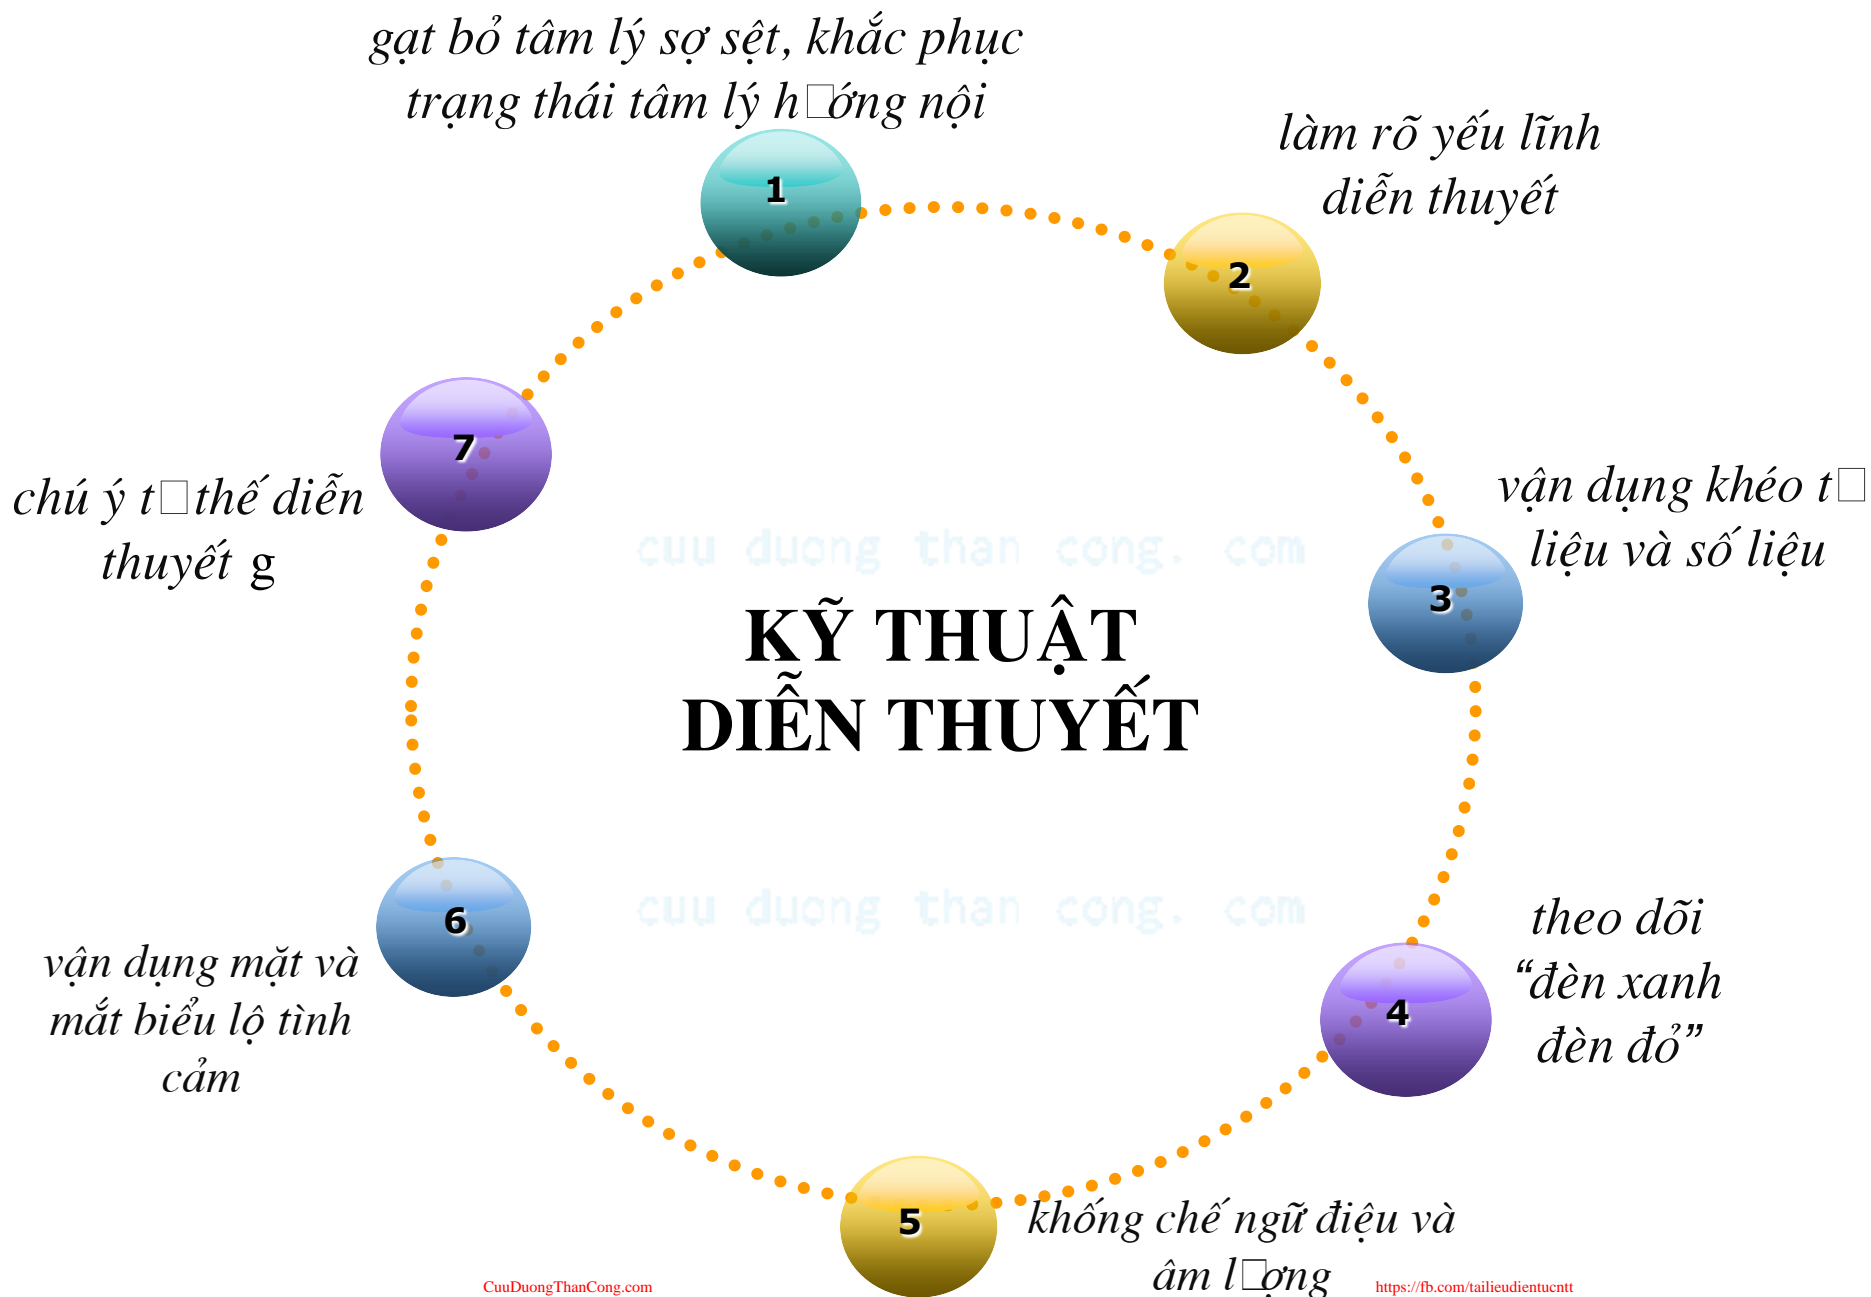 gạt bỏ tâm lý sợ sệt, khắc phục
trạng thái tâm lý h□ớng nội
1
làm rõ yếu lĩnh
diễn thuyết
2
vận dụng khéo t□
liệu và số liệu
3
theo dõi
“đèn xanh
đèn đỏ”
4
khống chế ngữ điệu và
âm l□ợng
5
vận dụng mặt và
mắt biểu lộ tình
cảm
6
chú ý t□ thế diễn
thuyết g
7
cuu duong than cong. com
KỸ THUẬT
DIỄN THUYẾT
cuu duong than cong. com
CuuDuongThanCong.com
https://fb.com/tailieudientucntt